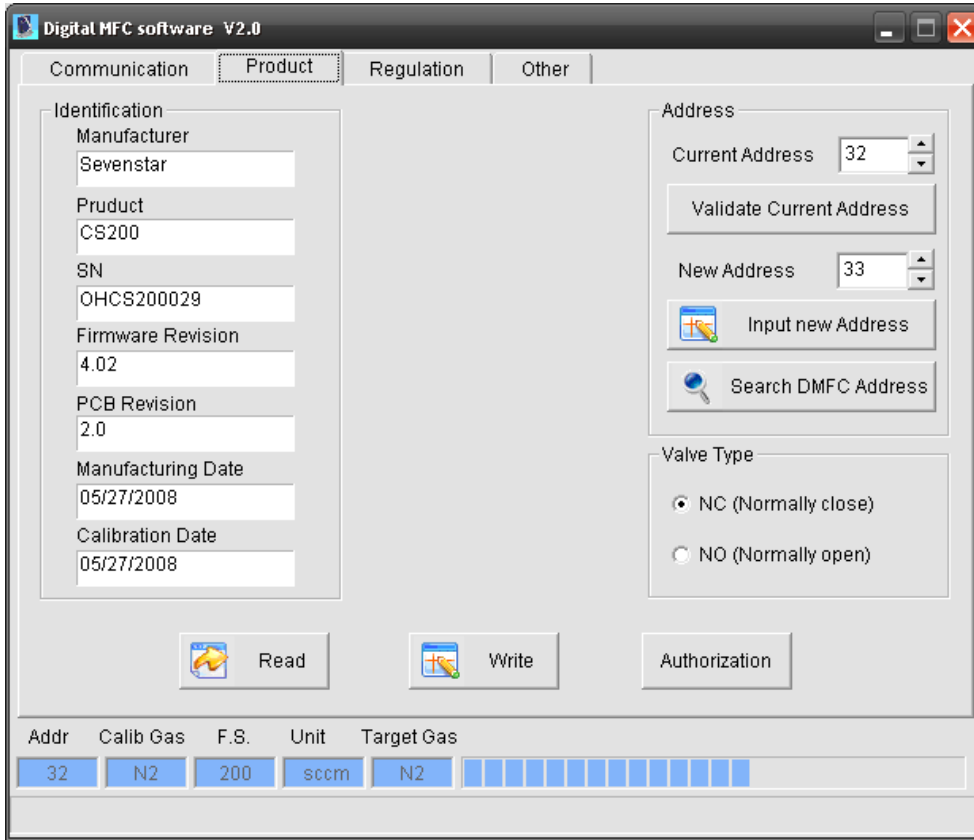 Digital MFC software V2.0
Communication Product Regulation Other
Identification
Manufacturer
Sevenstar
Pruduct
CS200
SN
OHCS200029
Firmware Revision
4.02
PCB Revision
2.0
Manufacturing Date
05/27/2008
Calibration Date
05/27/2008
Address
Current Address 32
Validate Current Address
New Address 33
Input new Address
Search DMFC Address
Valve Type
NC (Normally close)
NO (Normally open)
Read Write Authorization
Addr Calib Gas F.S. Unit Target Gas
32 N2 200 sccm N2